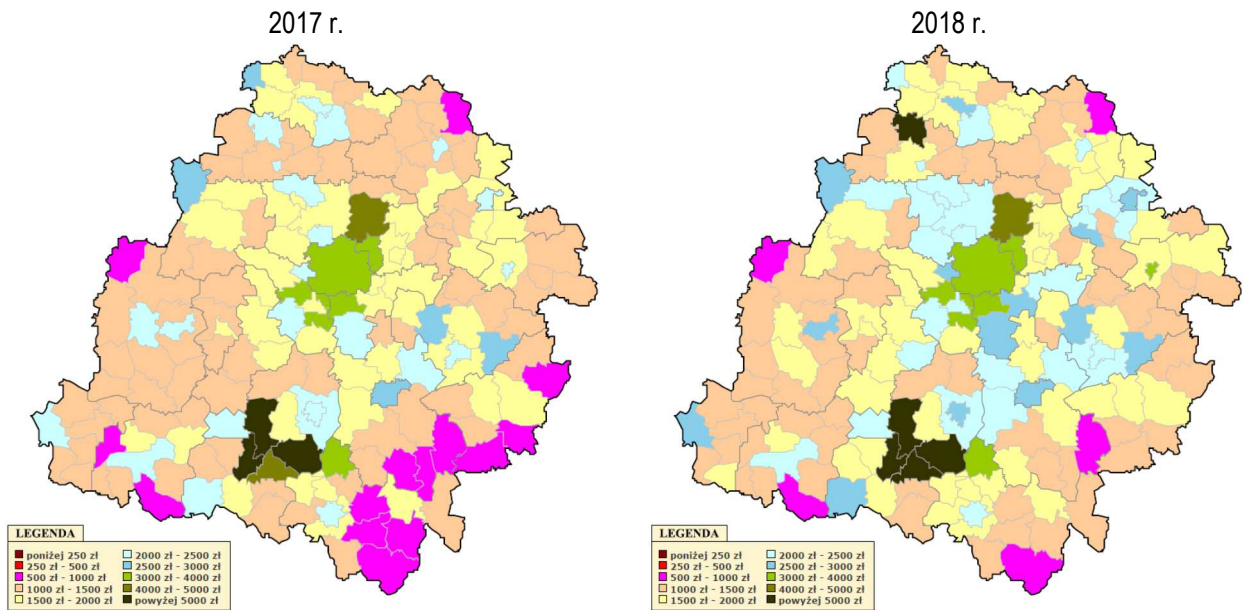 2017 r.
2018 r.
LEGENDA
poniżej 250 zł
2000 zł - 2500 zł
250 zł - 500 zł
2500 zł - 3000 zł
500 zł - 1000 zł
3000 zł - 4000 zł
1000 zł - 1500 zł
4000 zł - 5000 zł
1500 zł - 2000 zł
powyżej 5000 zł
LEGENDA
poniżej 250 zł
2000 zł - 2500 zł
250 zł - 500 zł
2500 zł - 3000 zł
500 zł - 1000 zł
3000 zł - 4000 zł
1000 zł - 1500 zł
4000 zł - 5000 zł
1500 zł - 2000 zł
powyżej 5000 zł